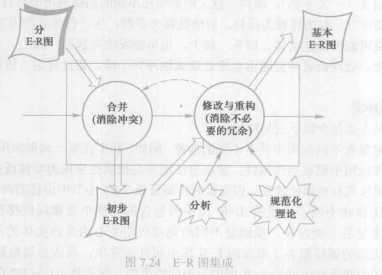 分
E-R图
基本
E-R图
合并
(消除冲突)
修改与重构
(消除不必
要的冗余)
初步
E-R图
分析
规范化
理论
图 7.24 E-R 图集成